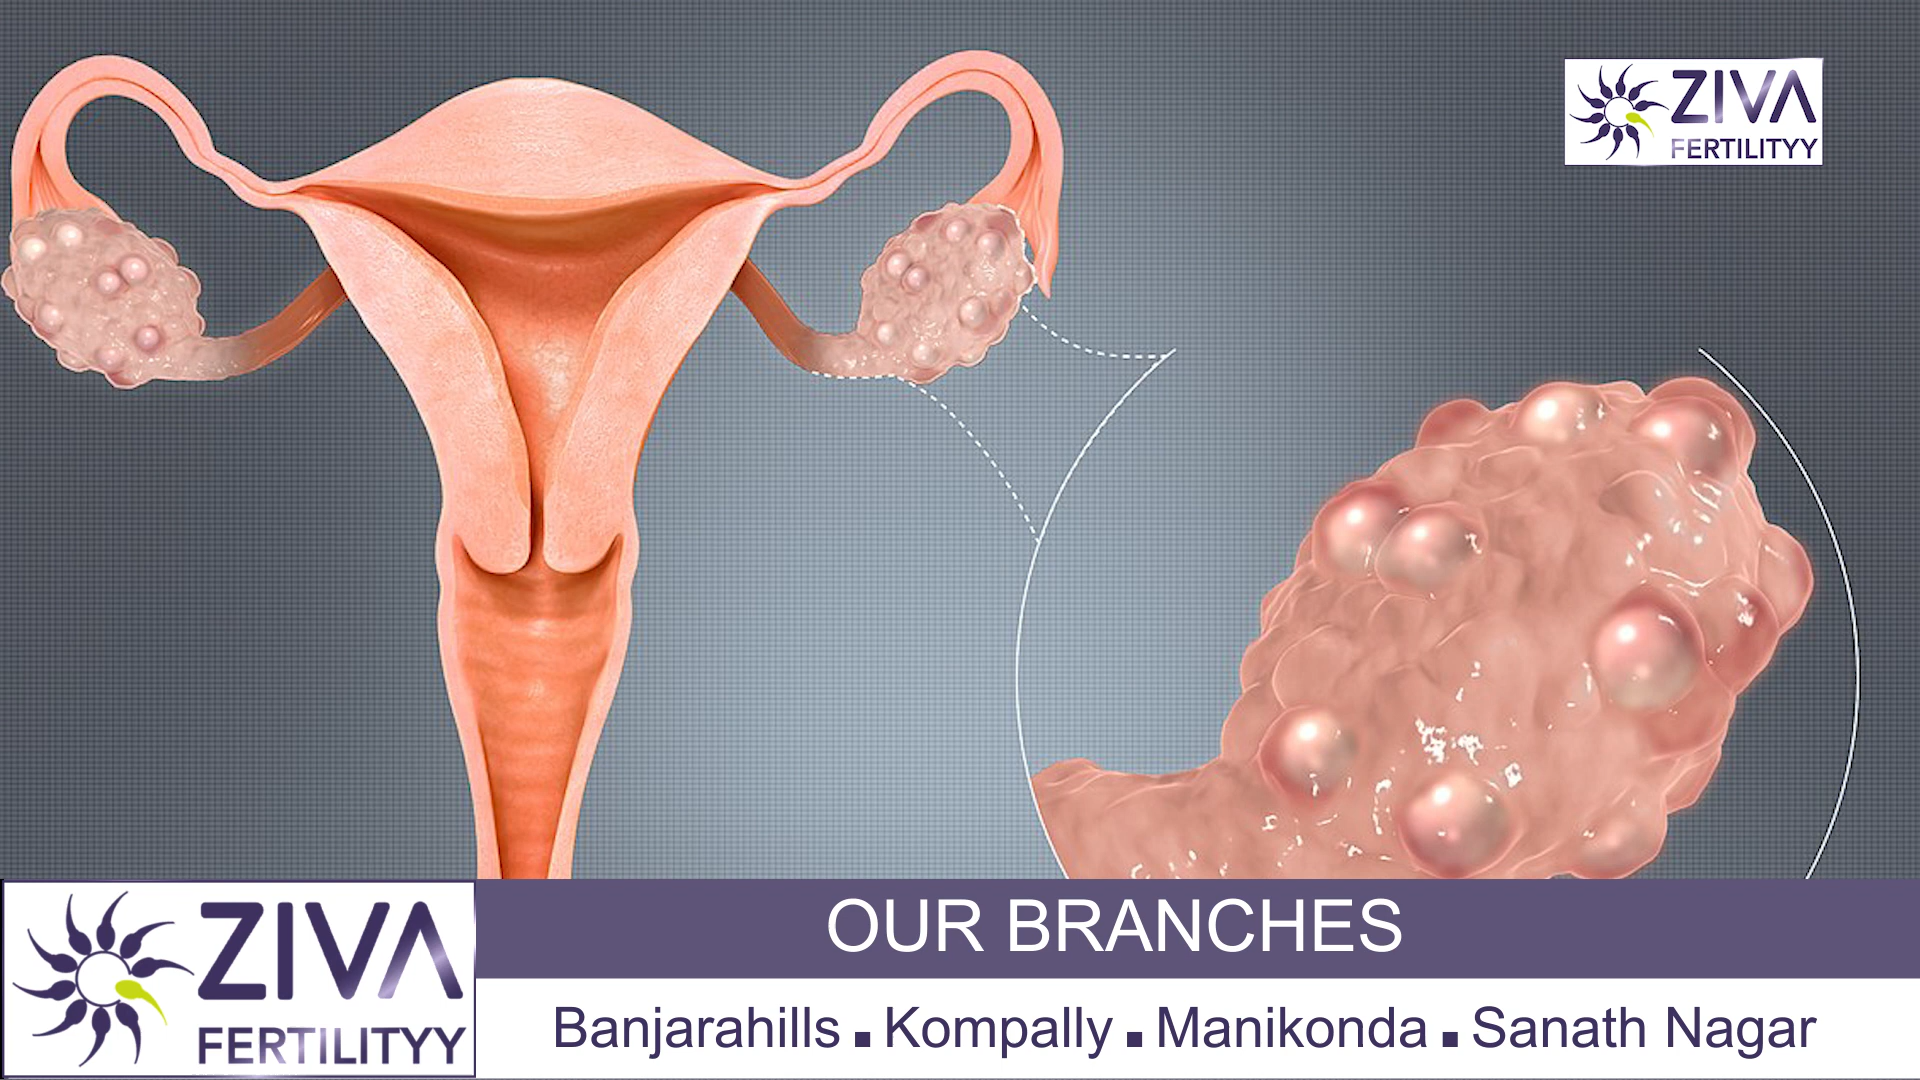 ZIVA
FERTILITYY
ZIVA
FERTILITYY
OUR BRANCHES
Banjarahills ■ Kompally ■ Manikonda ■ Sanath Nagar